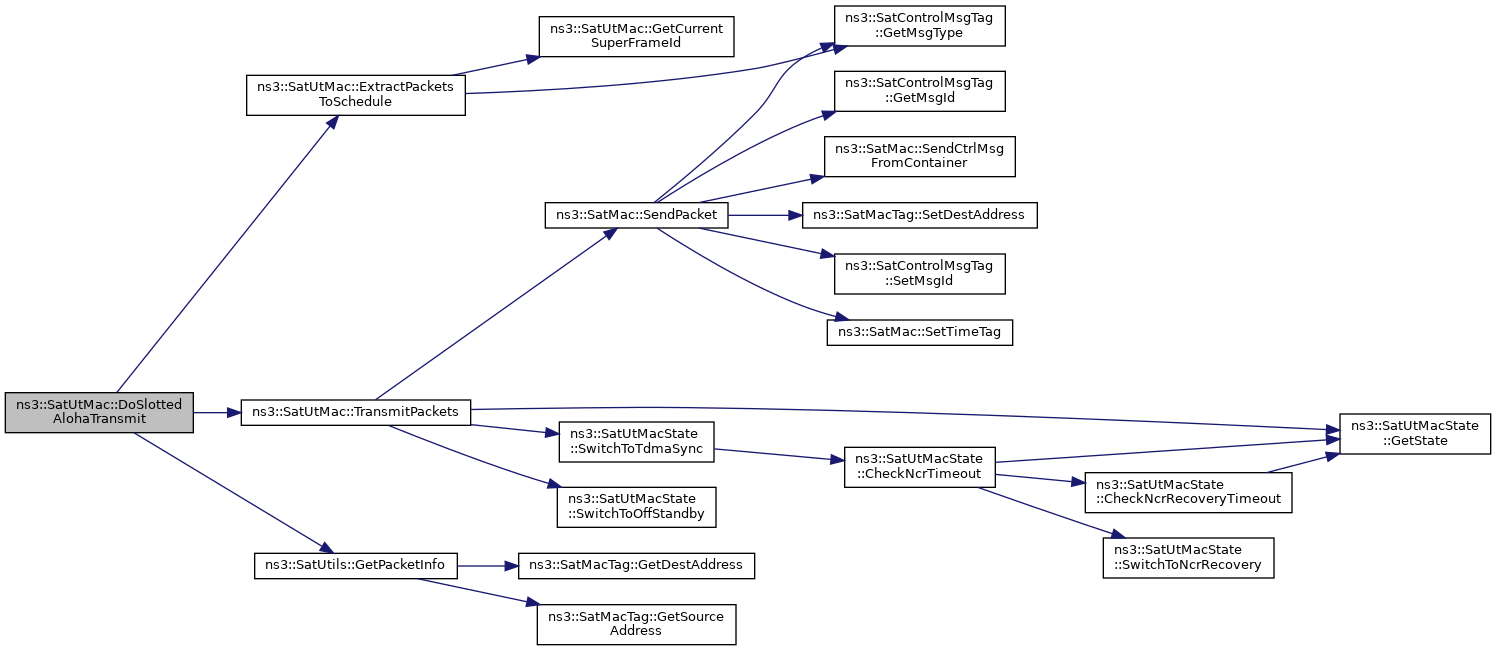 ns3::SatUtMac::DoSlotted
AlohaTransmit
ns3::SatUtMac::ExtractPackets
ToSchedule
ns3::SatUtMac::GetCurrent
SuperFrameId
ns3::SatControlMsgTag
::GetMsgType
ns3::SatUtMac::TransmitPackets
ns3::SatMac::SendPacket
ns3::SatControlMsgTag
::GetMsgId
ns3::SatMac::SendCtrlMsg
FromContainer
ns3::SatMacTag::SetDestAddress
ns3::SatControlMsgTag
::SetMsgId
ns3::SatMac::SetTimeTag
ns3::SatUtMacState
::GetState
ns3::SatUtMacState
::SwitchToTdmaSync
ns3::SatUtMacState
::CheckNcrTimeout
ns3::SatUtMacState
::CheckNcrRecoveryTimeout
ns3::SatUtMacState
::SwitchToNcrRecovery
ns3::SatUtMacState
::SwitchToOffStandby
ns3::SatUtils::GetPacketInfo
ns3::SatMacTag::GetDestAddress
ns3::SatMacTag::GetSource
Address